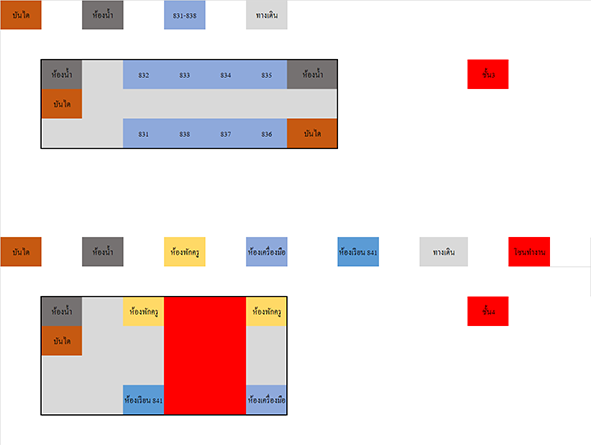 บันได ห้องน้ำ 831-838 ทางเดิน
ห้องน้ำ 832 833 834 835 ห้องน้ำ ชั้น3
บันได
831 838 837 836 บันได
บันได ห้องน้ำ ห้องพักครู ห้องเครื่องมือ ห้องเรียน 841 ทางเดิน โซนทำงาน
ห้องน้ำ ห้องพักครู ห้องพักครู ชั้น4
บันได
ห้องเรียน 841 ห้องเครื่องมือ